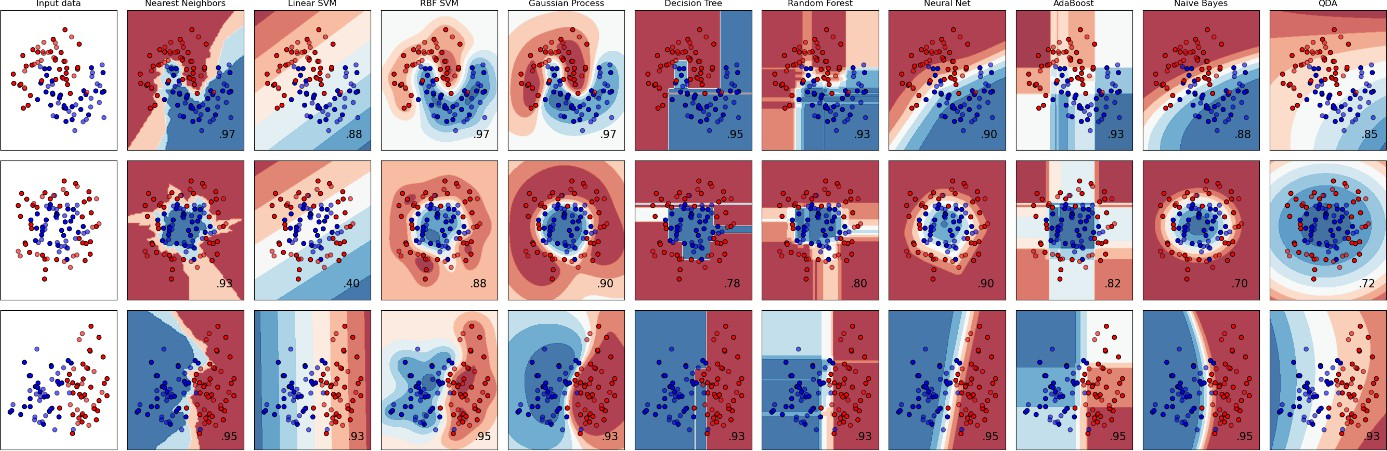 Input data Nearest Neighbors Linear SVM RBF SVM Gaussian Process Decision Tree Random Forest Neural Net AdaBoost Naive Bayes QDA
.97 .88 .97 .97 .95 .93 .90 .93 .88 .85
.93 .40 .88 .90 .78 .80 .90 .82 .70 .72
.95 .93 .95 .93 .93 .93 .95 .95 .95 .93